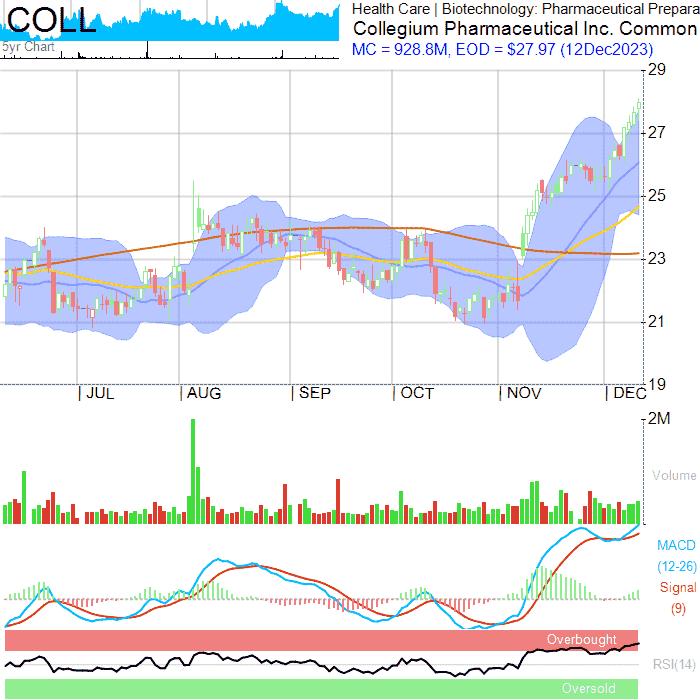 COLL
5yr Chart
Health Care | Biotechnology: Pharmaceutical Prepara
Collegium Pharmaceutical Inc. Common
MC = 928.8M, EOD = $27.97 (12Dec2023)
29
27
25
23
21
19
| JUL | AUG | SEP | OCT | NOV | DEC
2M
Volume
MACD
(12-26)
Signal
(9)
Overbought
RSI(14)
Oversold